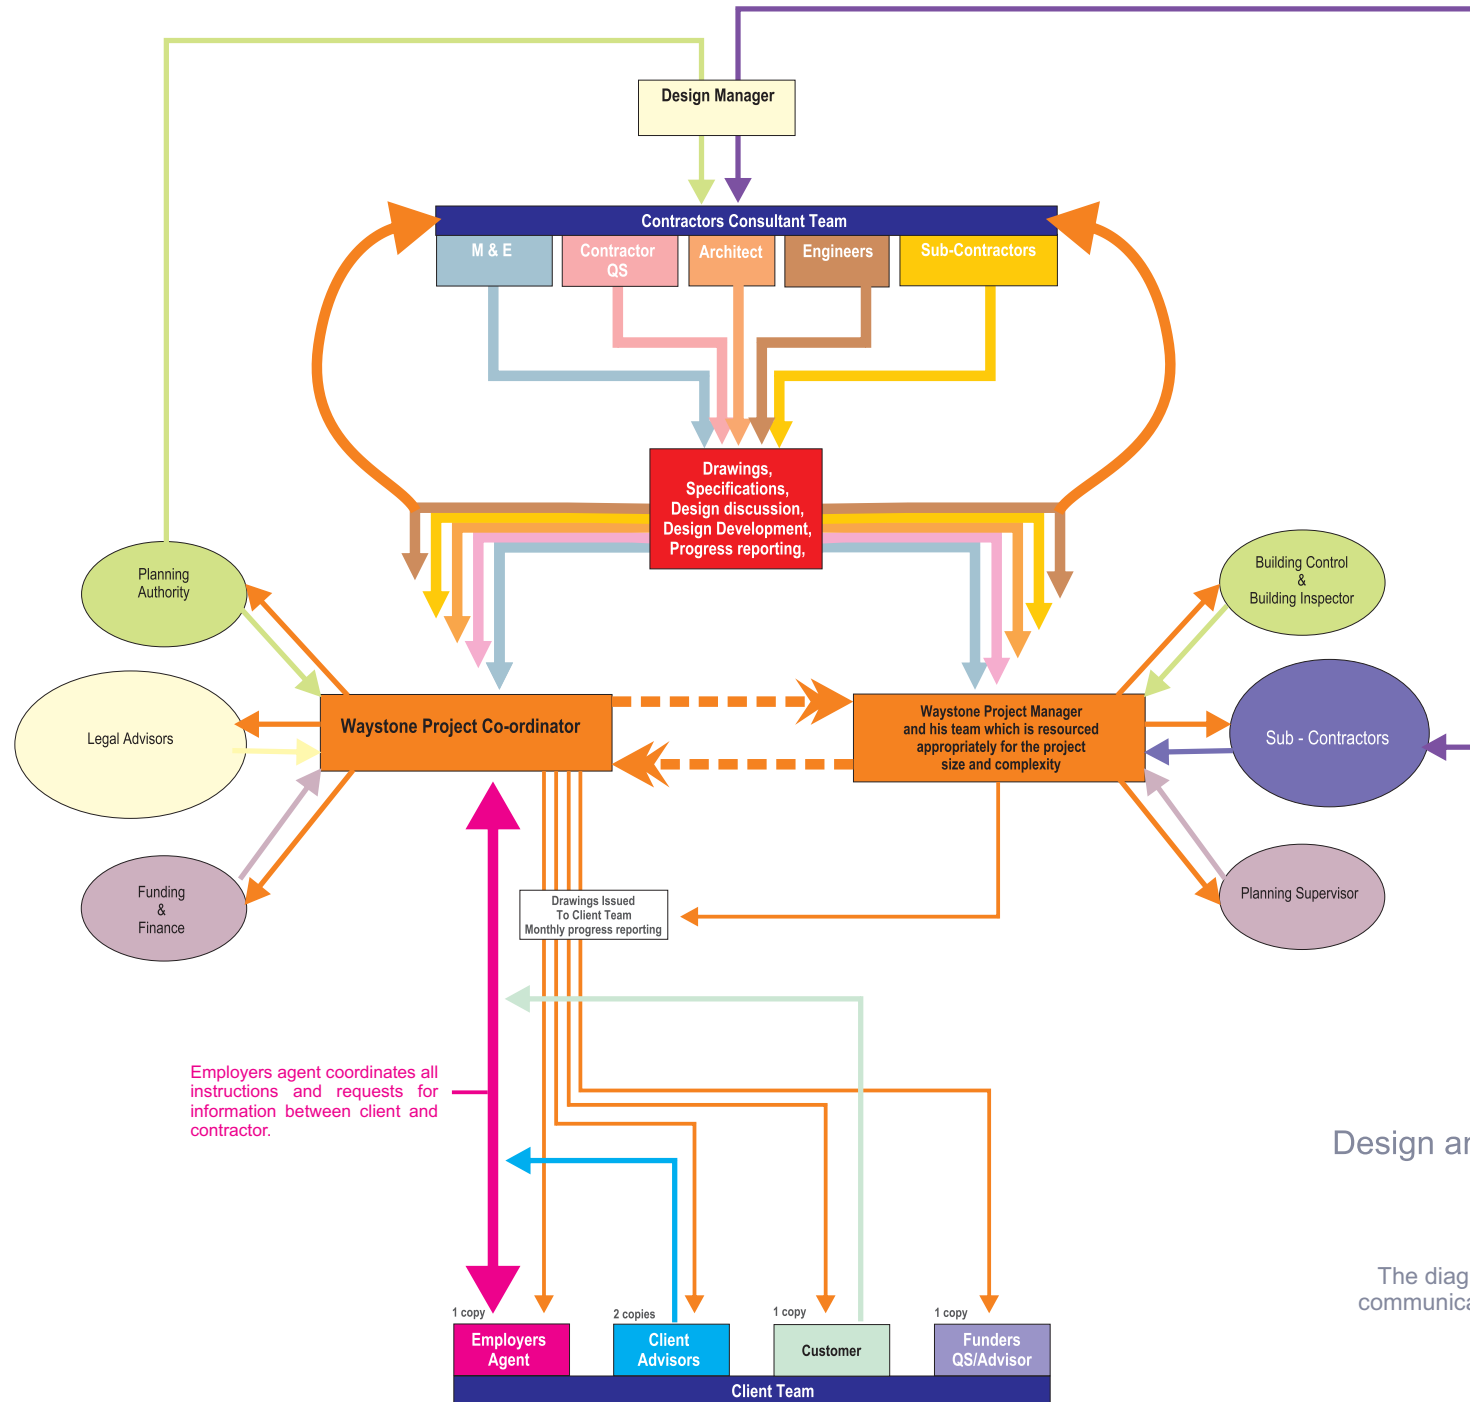 Design Manager
Contractors Consultant Team
M & E
Contractor
QS
Architect
Engineers
Sub-Contractors
Drawings,
Specifications,
Design discussion,
Design Development,
Progress reporting,
Planning
Authority
Building Control
&
Building Inspector
Legal Advisors
Waystone Project Co-ordinator
Waystone Project Manager
and his team which is resourced
appropriately for the project
size and complexity
Sub - Contractors
Funding
&
Finance
Drawings Issued
To Client Team
Monthly progress reporting
Planning Supervisor
Employers agent coordinates all
instructions and requests for
information between client and
contractor.
Design
The
1 copy
2 copies
1 copy
1 copy
Employers
Agent
Client
Advisors
Customer
Funders
QS/Advisor
Client Team